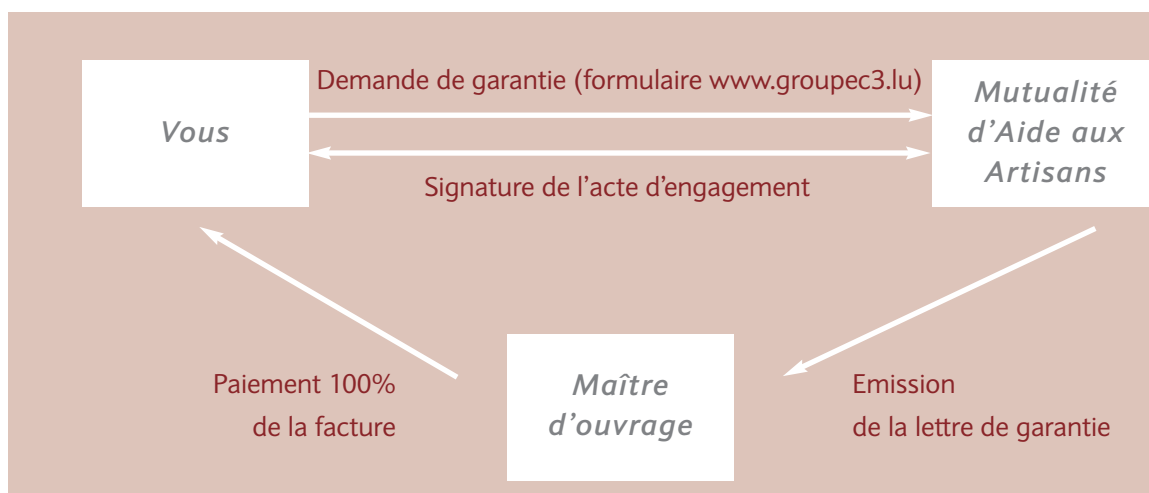 Demande de garantie (formulaire www.groupec3.lu)
Vous
Mutualité
d’Aide aux
Artisans
Signature de l’acte d’engagement
Paiement 100%
de la facture
Maître
d’ouvrage
Emission
de la lettre de garantie